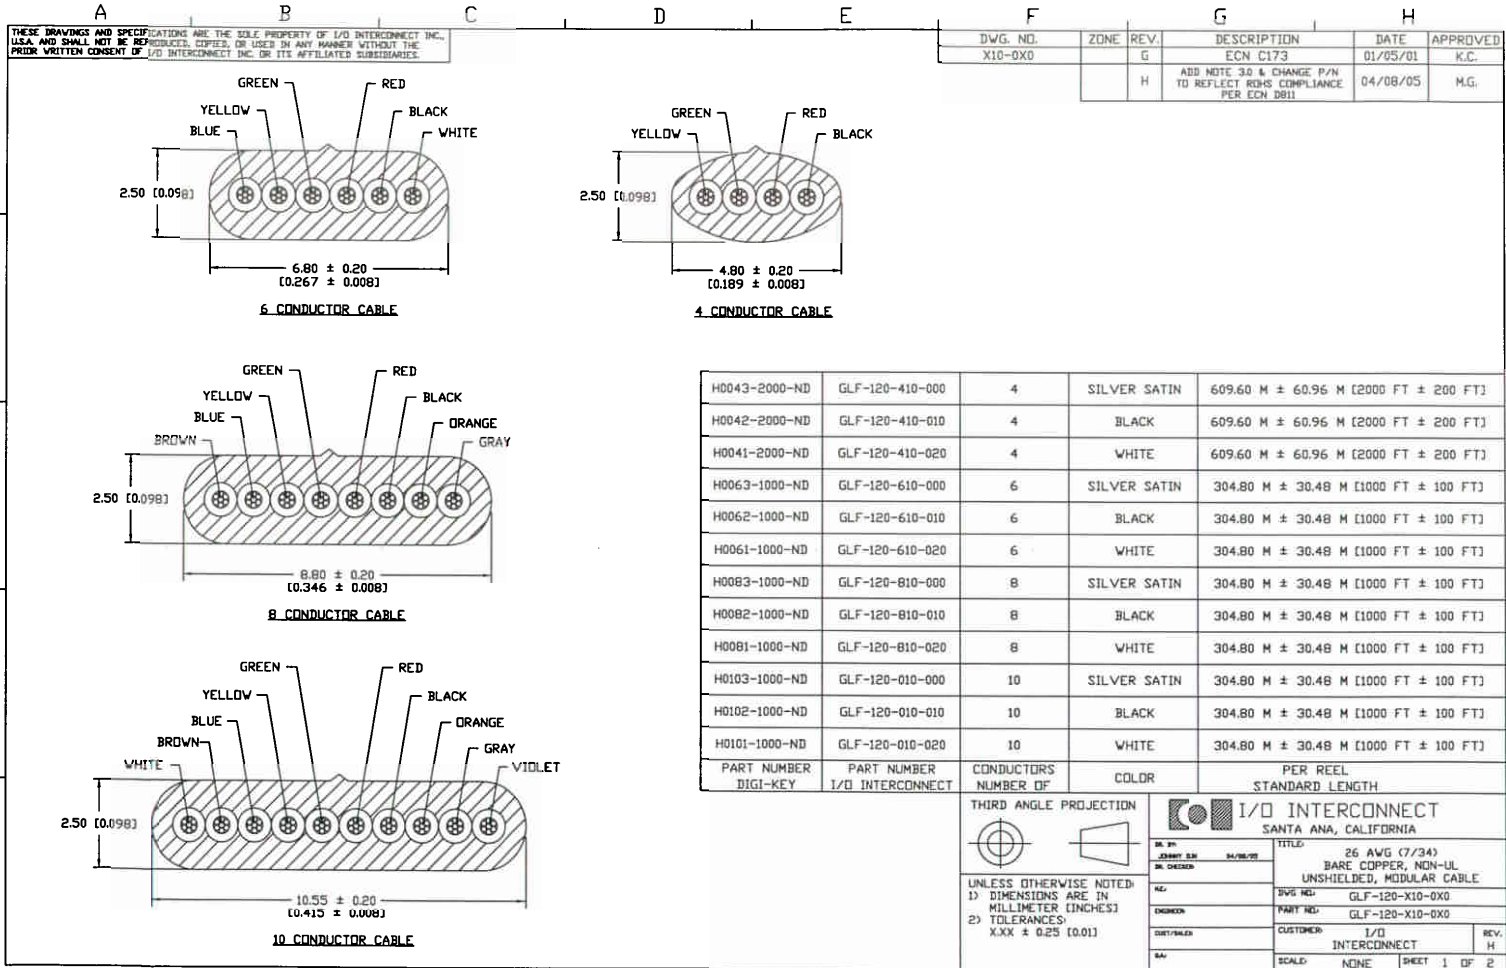 A B C D E F G H
THESE DRAWINGS AND SPECIFICATIONS ARE THE SOLE PROPERTY OF I/O INTERCONNECT INC.,
U.S.A. AND SHALL NOT BE REPRODUCED, COPIED, OR USED IN ANY MANNER WITHOUT THE
PRIOR WRITTEN CONSENT OF I/O INTERCONNECT INC. OR ITS AFFILIATED SUBSIDIARIES.
DWG. NO. ZONE REV. DESCRIPTION DATE APPROVED
X10-0X0 G ECN C173 01/05/01 K.C.
H ADD NOTE 3.0 & CHANGE P/N
TO REFLECT ROHS COMPLIANCE
PER ECN D811
04/08/05 M.G.
GREEN RED
YELLOW BLACK
BLUE WHITE
2.50 [0.098]
6.80 ± 0.20
[0.267 ± 0.008]
6 CONDUCTOR CABLE
GREEN RED
YELLOW BLACK
2.50 [0.098]
4.80 ± 0.20
[0.189 ± 0.008]
4 CONDUCTOR CABLE
GREEN RED
YELLOW BLACK
BLUE ORANGE
BROWN GRAY
2.50 [0.098]
8.80 ± 0.20
[0.346 ± 0.008]
8 CONDUCTOR CABLE
GREEN RED
YELLOW BLACK
BLUE ORANGE
BROWN GRAY
WHITE VIOLET
2.50 [0.098]
10.55 ± 0.20
[0.415 ± 0.008]
10 CONDUCTOR CABLE
H0043-2000-ND GLF-120-410-000 4 SILVER SATIN 609.60 M ± 60.96 M [2000 FT ± 200 FT]
H0042-2000-ND GLF-120-410-010 4 BLACK 609.60 M ± 60.96 M [2000 FT ± 200 FT]
H0041-2000-ND GLF-120-410-020 4 WHITE 609.60 M ± 60.96 M [2000 FT ± 200 FT]
H0063-1000-ND GLF-120-610-000 6 SILVER SATIN 304.80 M ± 30.48 M [1000 FT ± 100 FT]
H0062-1000-ND GLF-120-610-010 6 BLACK 304.80 M ± 30.48 M [1000 FT ± 100 FT]
H0061-1000-ND GLF-120-610-020 6 WHITE 304.80 M ± 30.48 M [1000 FT ± 100 FT]
H0083-1000-ND GLF-120-810-000 8 SILVER SATIN 304.80 M ± 30.48 M [1000 FT ± 100 FT]
H0082-1000-ND GLF-120-810-010 8 BLACK 304.80 M ± 30.48 M [1000 FT ± 100 FT]
H0081-1000-ND GLF-120-810-020 8 WHITE 304.80 M ± 30.48 M [1000 FT ± 100 FT]
H0103-1000-ND GLF-120-010-000 10 SILVER SATIN 304.80 M ± 30.48 M [1000 FT ± 100 FT]
H0102-1000-ND GLF-120-010-010 10 BLACK 304.80 M ± 30.48 M [1000 FT ± 100 FT]
H0101-1000-ND GLF-120-010-020 10 WHITE 304.80 M ± 30.48 M [1000 FT ± 100 FT]
PART NUMBER PART NUMBER CONDUCTORS COLOR PER REEL
DIGI-KEY I/O INTERCONNECT NUMBER OF STANDARD LENGTH
THIRD ANGLE PROJECTION
UNLESS OTHERWISE NOTED:
1) DIMENSIONS ARE IN
MILLIMETER [INCHES]
2) TOLERANCES:
X.XX ± 0.25 [0.01]
I/O INTERCONNECT
SANTA ANA, CALIFORNIA
DR. BY:
JOHNNY SUN
DR. CHECKER:
ENGINEER:
CUST/SALES:
QA:
TITLE:
26 AWG (7/34)
BARE COPPER, NON-UL
UNSHIELDED, MODULAR CABLE
DWG NO.: GLF-120-X10-0X0
PART NO.: GLF-120-X10-0X0
CUSTOMER: I/O
INTERCONNECT
REV.
H
SCALE: NONE SHEET 1 OF 2